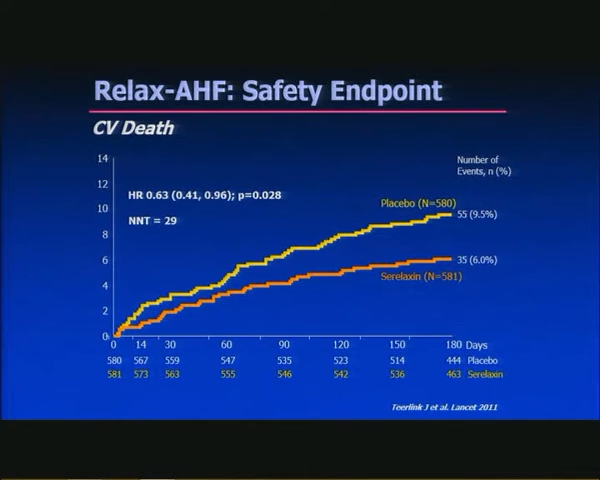 Relax-AHF: Safety Endpoint
CV Death
Number of
Events, n (%)
14
12
10
8
6
4
2
0
HR 0.63 (0.41, 0.96); p=0.028
NNT = 29
Placebo (N=580)
55 (9.5%)
35 (6.0%)
Serelaxin (N=581)
0 14 30 60 90 120 150 180 Days
580 567 559 547 535 523 514 444 Placebo
581 573 563 555 546 542 536 463 Serelaxin
Teerlink J et al. Lancet 2011